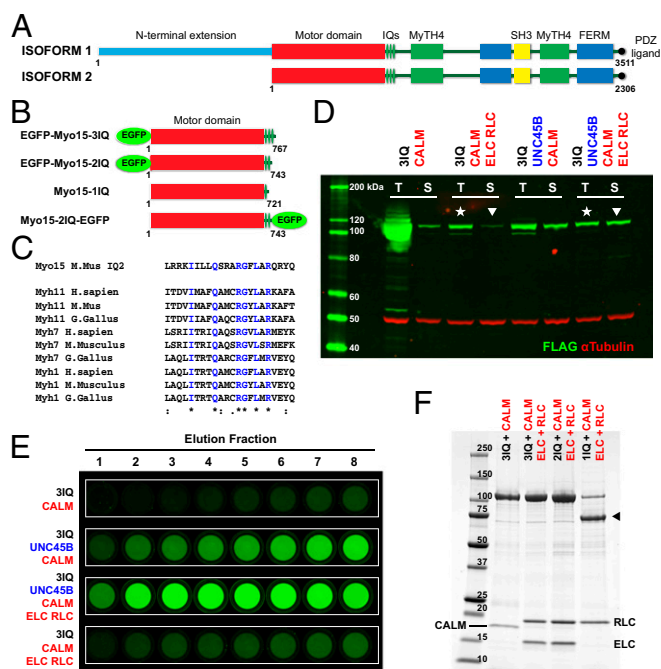 A
N-terminal extension
Motor domain
IQs
MyTH4
SH3
MyTH4
FERM
PDZ ligand
ISOFORM 1
1
3511
ISOFORM 2
1
2306
B
Motor domain
EGFP-Myo15-3IQ
EGFP
1
767
EGFP-Myo15-2IQ
EGFP
1
743
Myo15-1IQ
1
721
Myo15-2IQ-EGFP
EGFP
1
743
C
Myo15 M.Mus IQ2 LRRKIILLQSRARGFLARQRYQ
Myh11 H.sapien ITDVIMAFQAMCRGYLARKAFA
Myh11 M.Mus ITDVIMAFQAMCRGYLARKAFT
Myh11 G.Gallus ITDVIIAFQAQCRGYLARKAFA
Myh7 H.sapien LSRIITRIQAQSRGVLARMEYK
Myh7 M.Musculus LSRIITRIQAQSRGVLSRMEFK
Myh7 G.Gallus LAQLITRTQARCRGFLMRVEYK
Myh1 H.sapien LAQLITRTQAMCRGFLARVEYQ
Myh1 M.Musculus LAQLITRTQAMCRGFLARVEYQ
Myh1 G.Gallus LAQLITRTQAVCRGFLMRVEFQ
: * *: .** * * :
D
3IQ
CALM
3IQ
CALM
ELC RLC
3IQ
UNC45B
CALM
3IQ
UNC45B
CALM
ELC RLC
T S T S T S T S
200 kDa
120
100
80
60
50
40
FLAG αTubulin
E
Elution Fraction
1 2 3 4 5 6 7 8
3IQ
CALM
3IQ
UNC45B
CALM
3IQ
UNC45B
CALM
ELC RLC
3IQ
CALM
ELC RLC
F
3IQ + CALM
3IQ + CALM
ELC + RLC
2IQ + CALM
ELC + RLC
1IQ + CALM
ELC + RLC
250
150
100
75
50
37
25
20
15
10
CALM
RLC
ELC